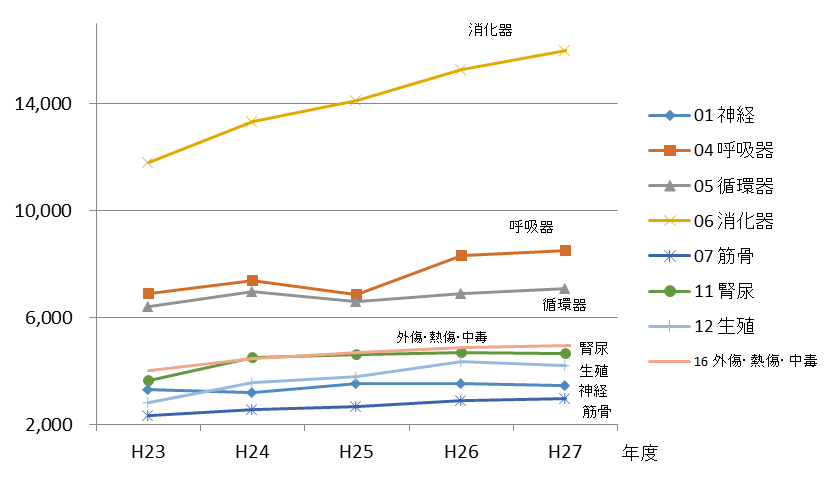 消化器
14,000
10,000
6,000
2,000
呼吸器
循環器
外傷・熱傷・中毒
腎尿
生殖
神経
筋骨
H23 H24 H25 H26 H27 年度
01 神経
04 呼吸器
05 循環器
06 消化器
07 筋骨
11 腎尿
12 生殖
16 外傷・熱傷・中毒